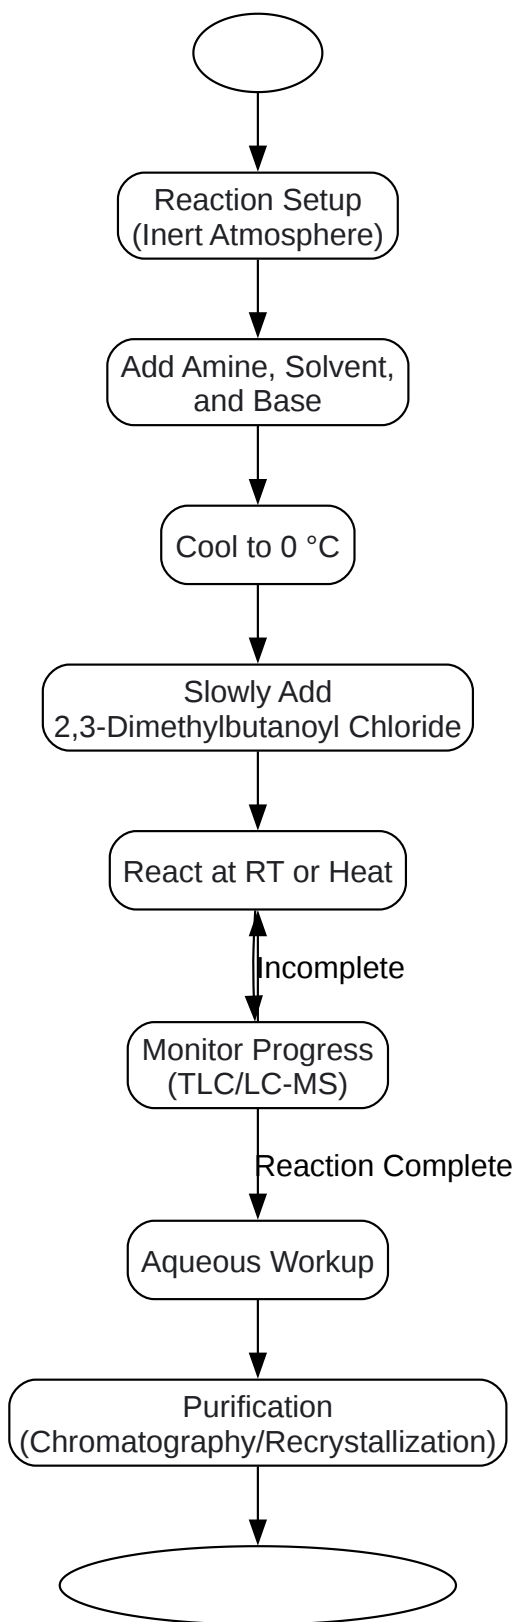 Reaction Setup
(Inert Atmosphere)
Add Amine, Solvent,
and Base
Cool to 0 °C
Slowly Add
2,3-Dimethylbutanoyl Chloride
React at RT or Heat
Incomplete
Monitor Progress
(TLC/LC-MS)
Reaction Complete
Aqueous Workup
Purification
(Chromatography/Recrystallization)